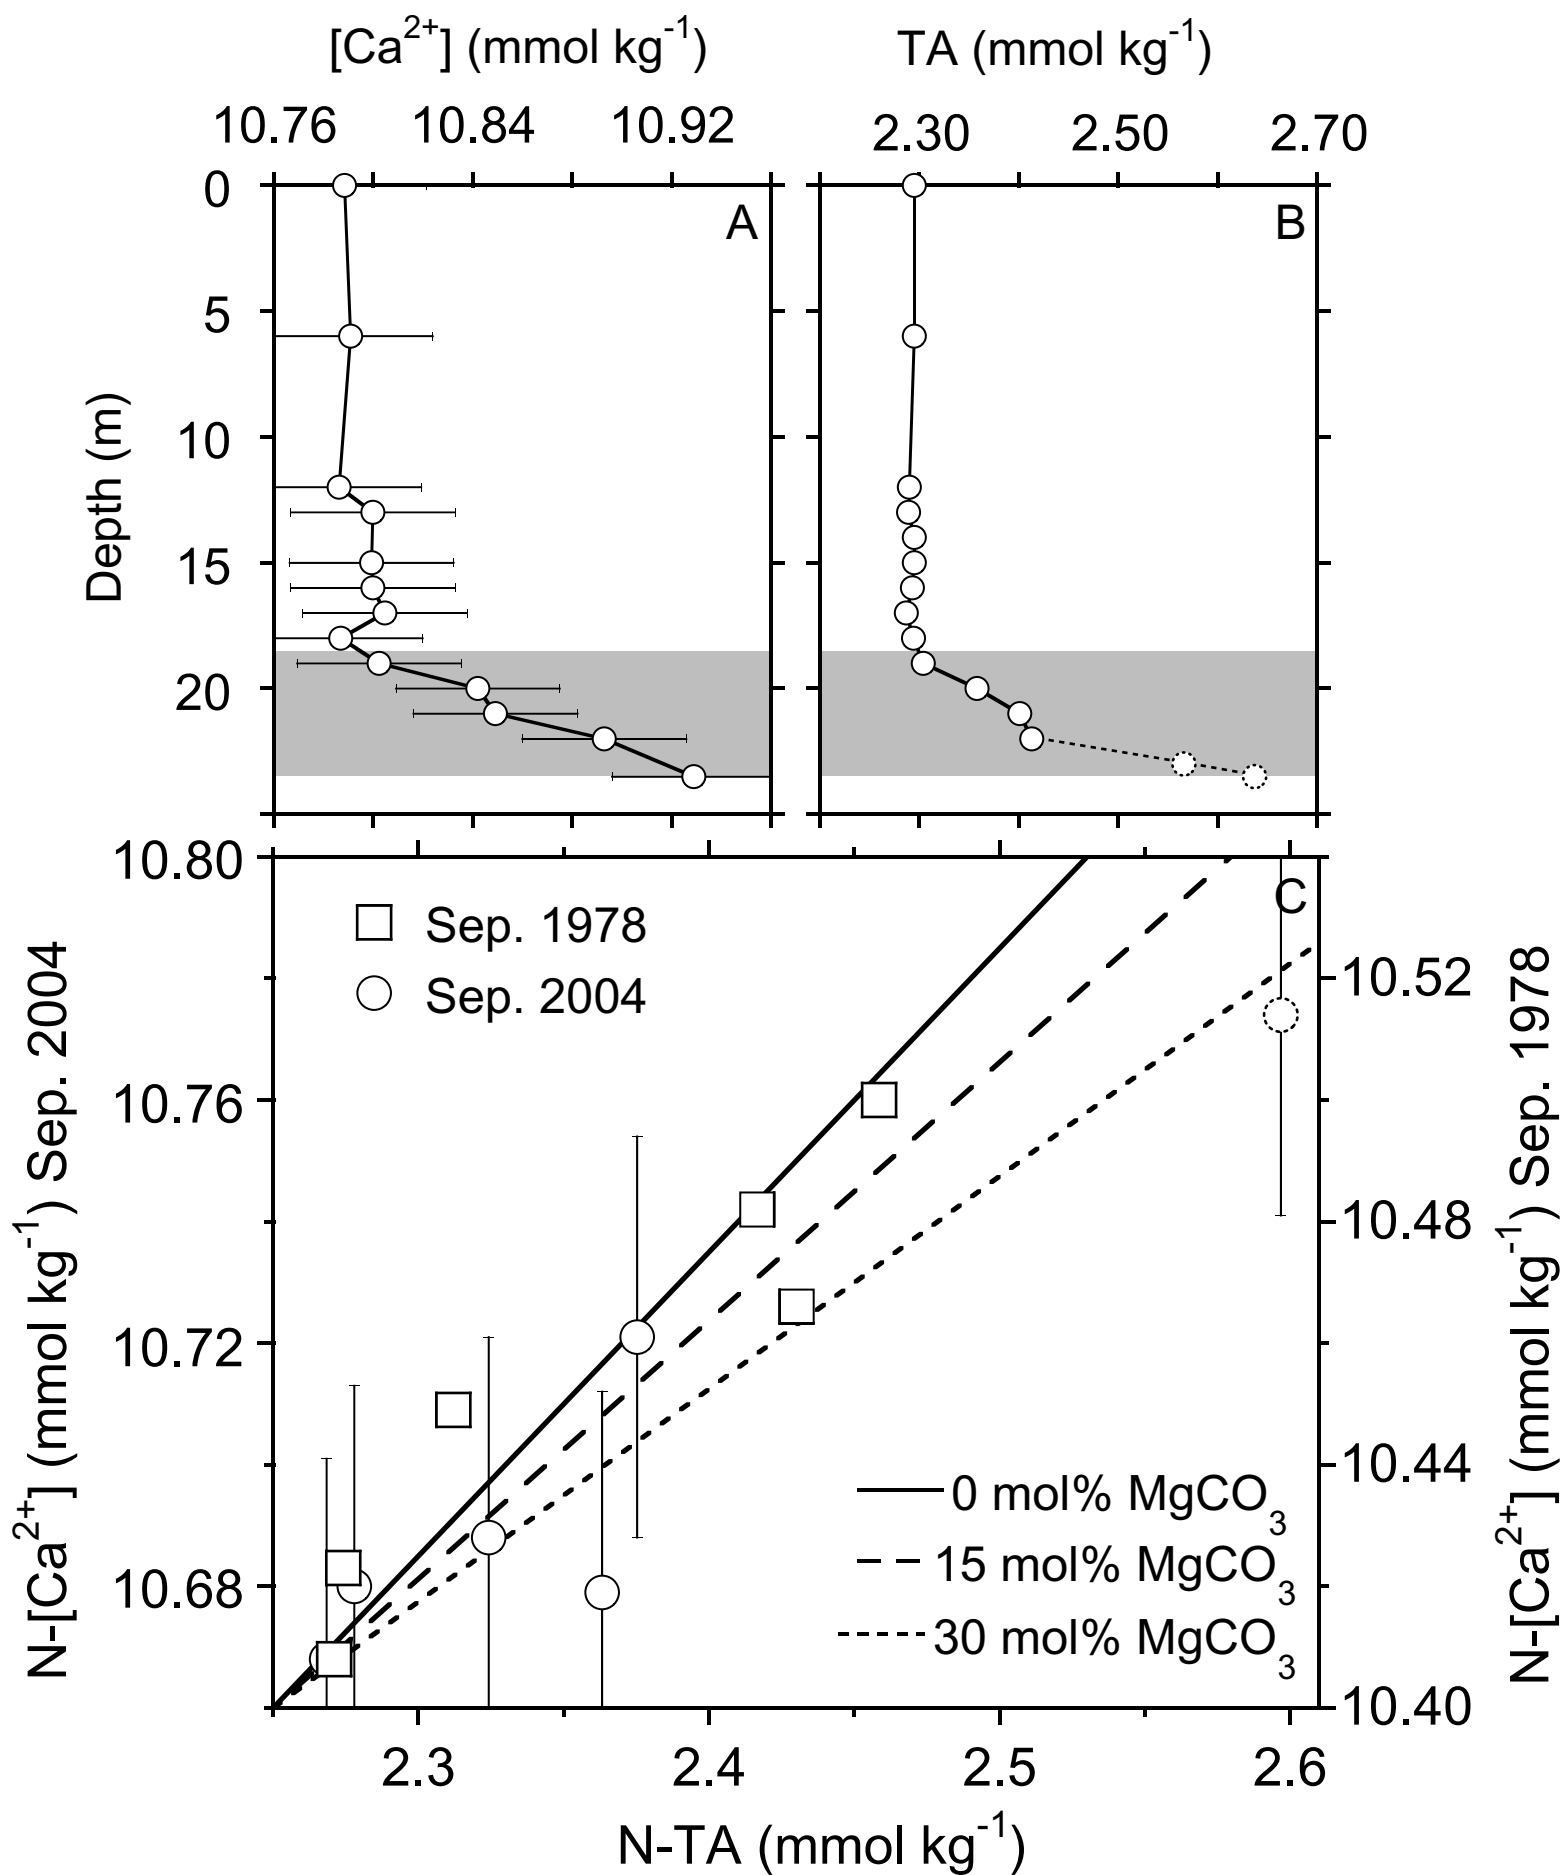 [Ca²⁺] (mmol kg⁻¹) TA (mmol kg⁻¹)
10.76 10.84 10.92 2.30 2.50 2.70
0
A B
5
10
Depth (m)
15
20
10.80
C
Sep. 1978
Sep. 2004
10.52
10.76
10.48
10.72
10.44
0 mol% MgCO₃
15 mol% MgCO₃
10.68
30 mol% MgCO₃
10.40
N-[Ca²⁺] (mmol kg⁻¹) Sep. 2004
N-[Ca²⁺] (mmol kg⁻¹) Sep. 1978
2.3 2.4 2.5 2.6
N-TA (mmol kg⁻¹)